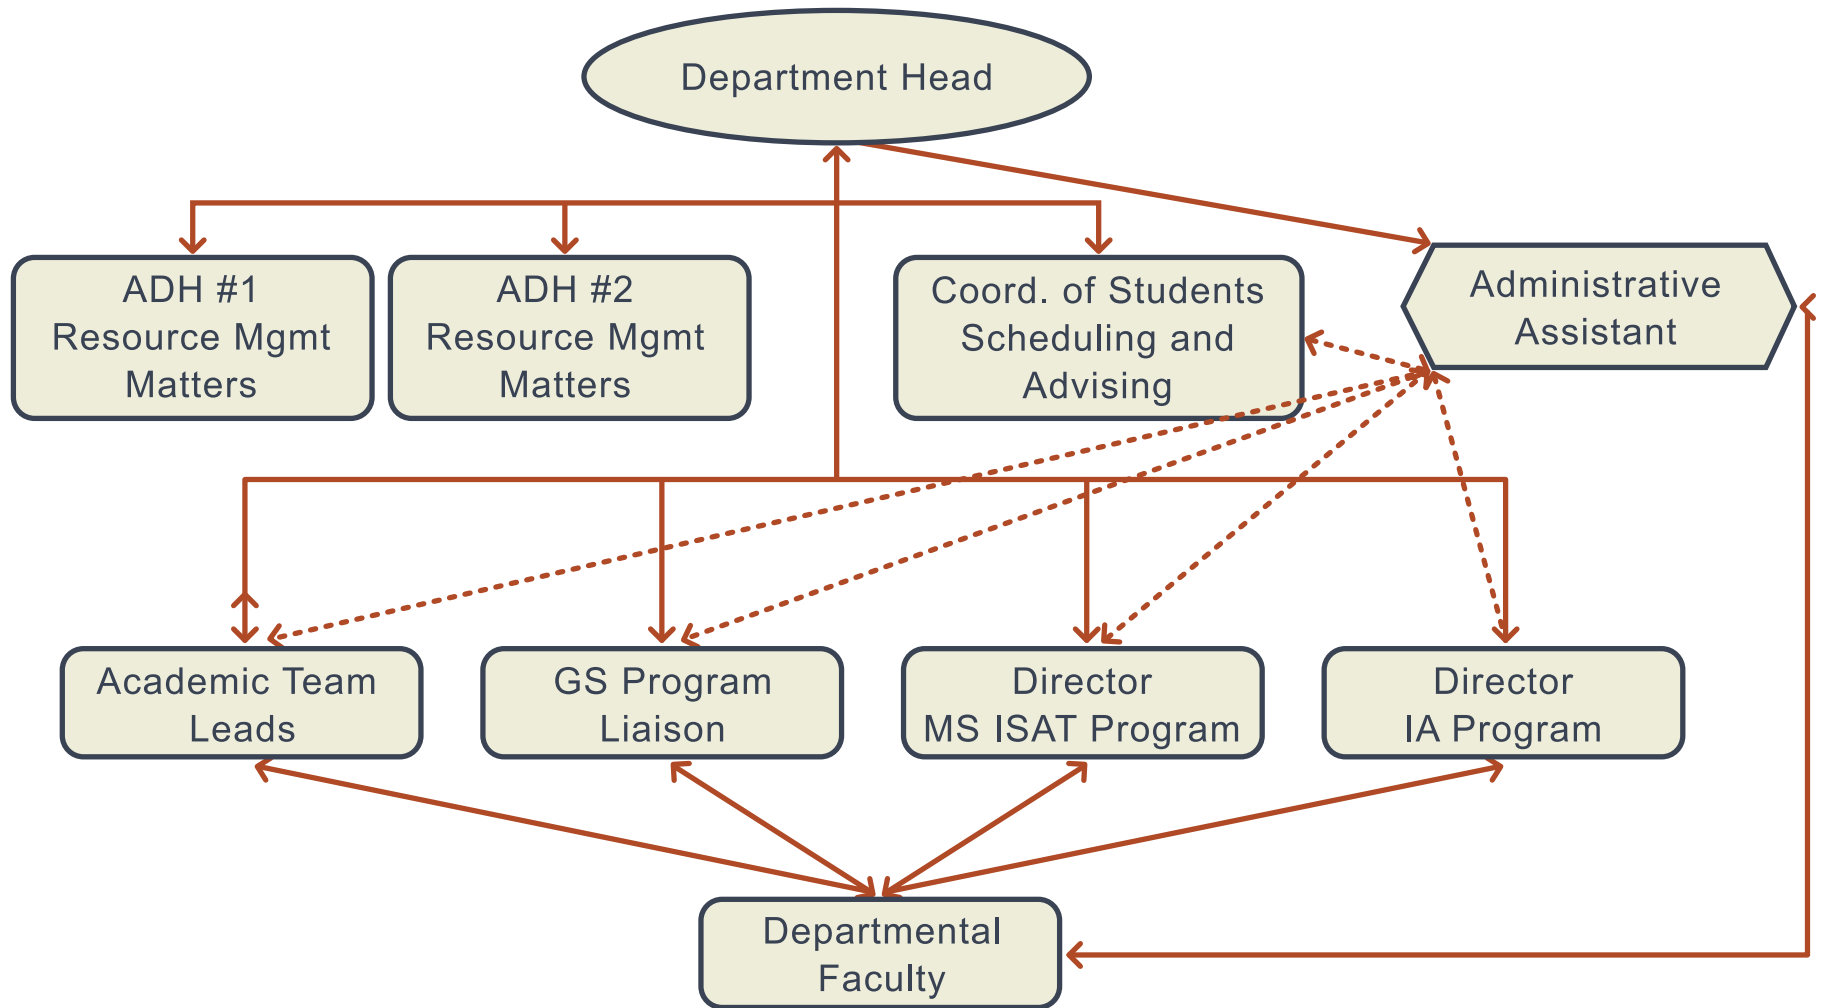 Department Head
ADH #1
Resource Mgmt
Matters
ADH #2
Resource Mgmt
Matters
Coord. of Students
Scheduling and
Advising
Administrative
Assistant
Academic Team
Leads
GS Program
Liaison
Director
MS ISAT Program
Director
IA Program
Departmental
Faculty